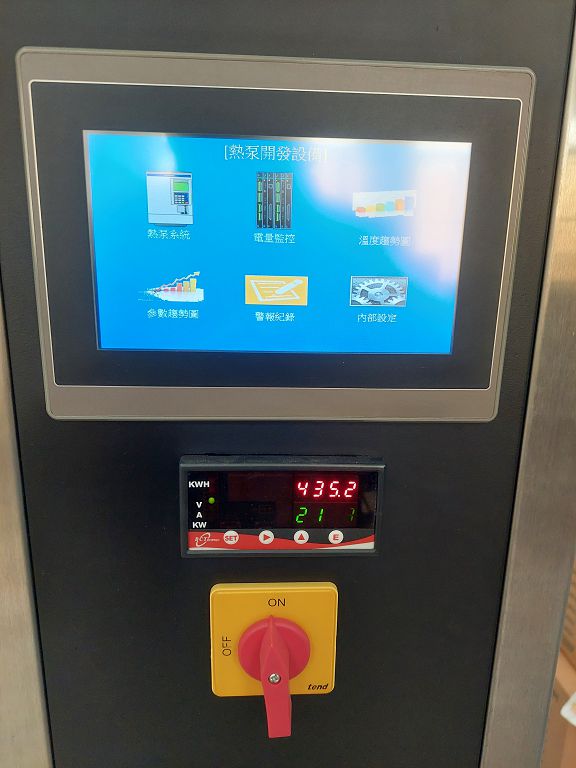 [熱泵開發設備]
熱泵系統
電量監控
溫度趨勢圖
參數趨勢圖
警報紀錄
內部設定
KWH
435.2
V
A
KW
SET
E
ON
OFF
tend